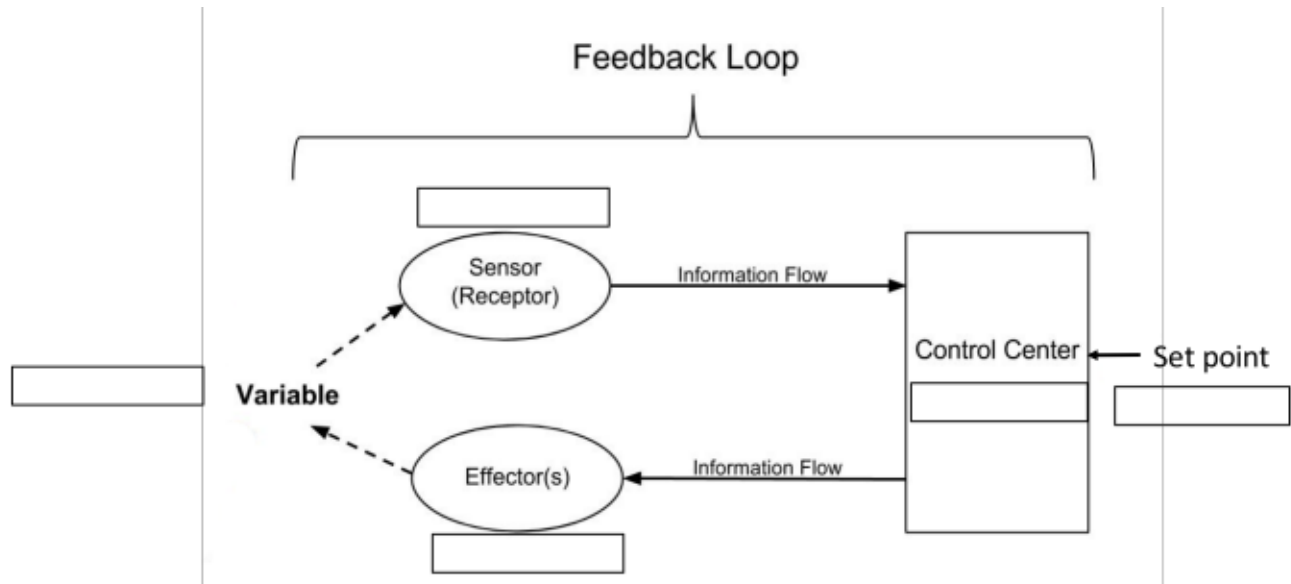 Feedback Loop
Sensor
(Receptor)
Information Flow
Control Center
Set point
Variable
Effector(s)
Information Flow